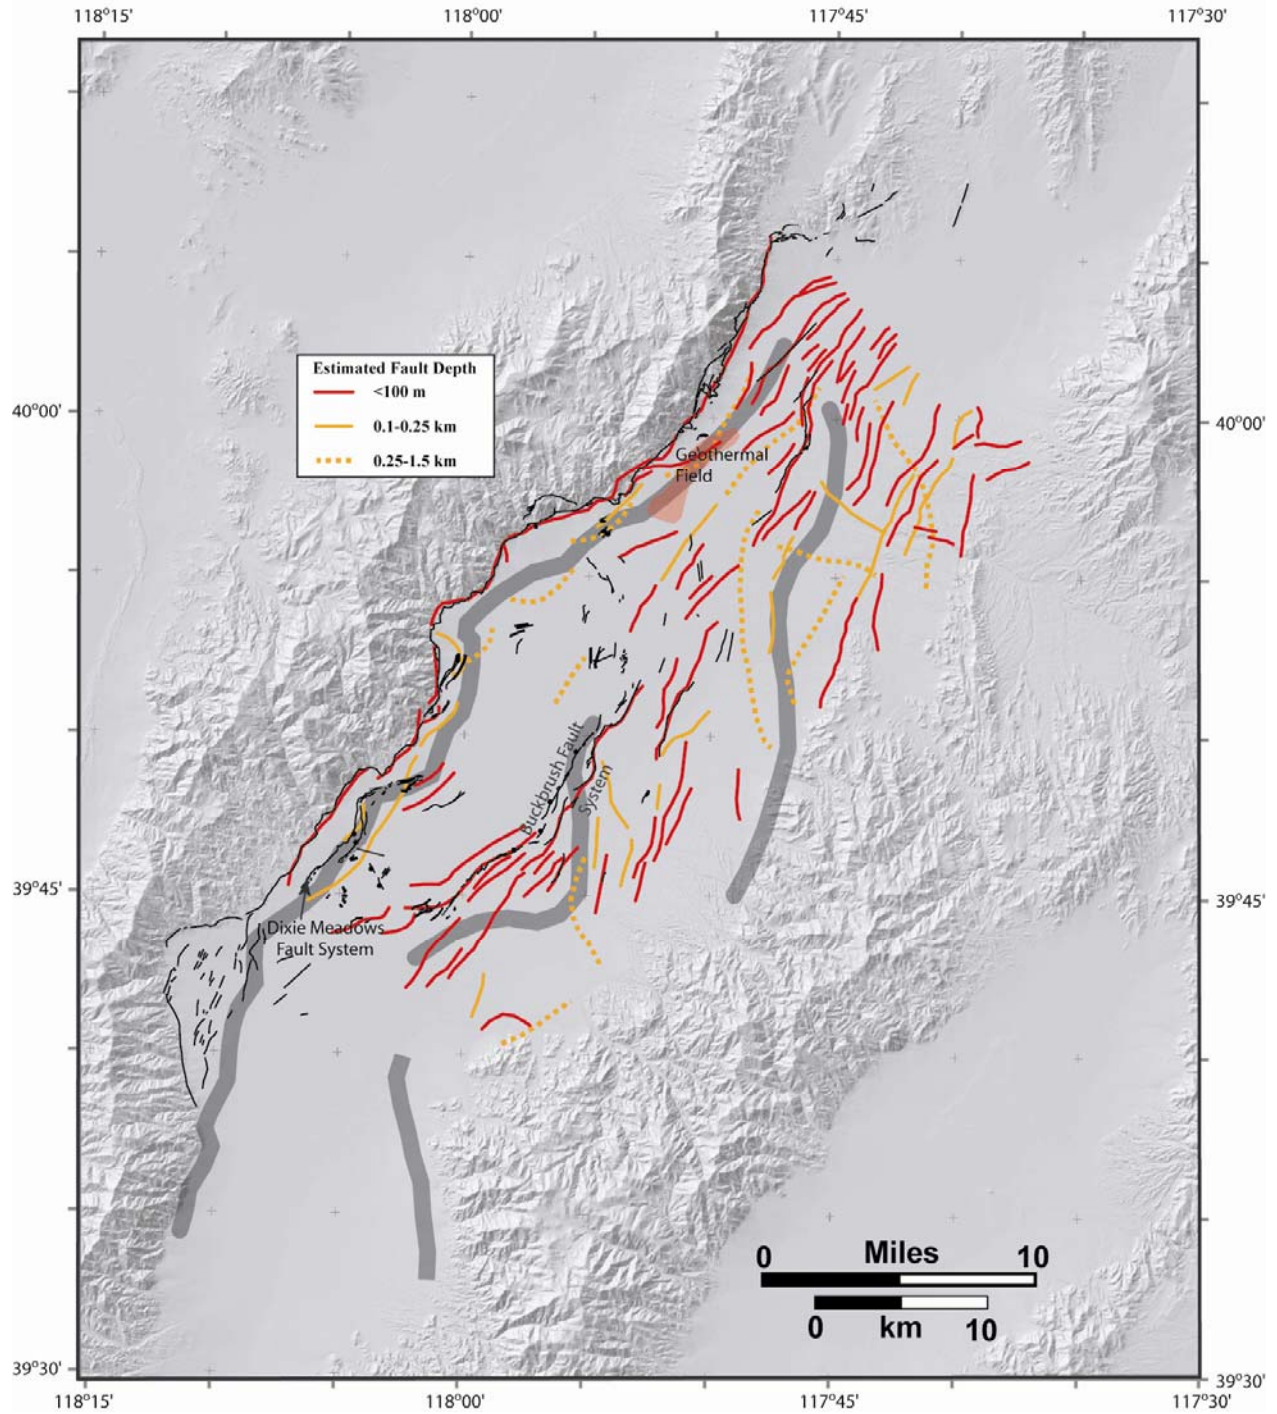 118°15' 118°00' 117°45' 117°30'
Estimated Fault Depth
<100 m
0.1-0.25 km
0.25-1.5 km
40°00' 40°00'
Geothermal
Field
Buckbrush Fault
System
39°45' 39°45'
Dixie Meadows
Fault System
0 Miles 10
0 km 10
39°30' 39°30'
118°15' 118°00' 117°45' 117°30'